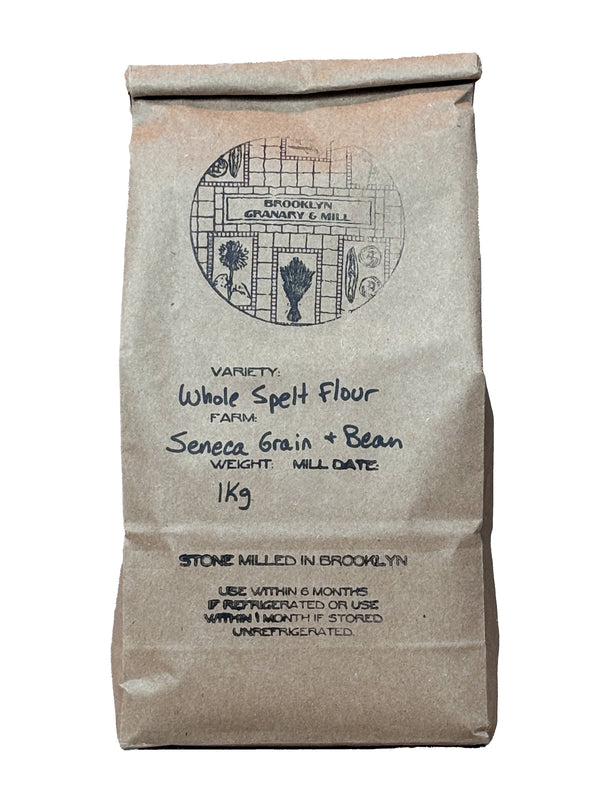 BROOKLYN
GRANARY & MILL
VARIETY:
Whole Spelt Flour
FARM:
Seneca Grain + Bean
WEIGHT: MILL DATE:
1Kg
STONE MILLED IN BROOKLYN
USE WITHIN 6 MONTHS
IF REFRIGERATED OR USE
WITHIN 1 MONTH IF STORED
UNREFRIGERATED.